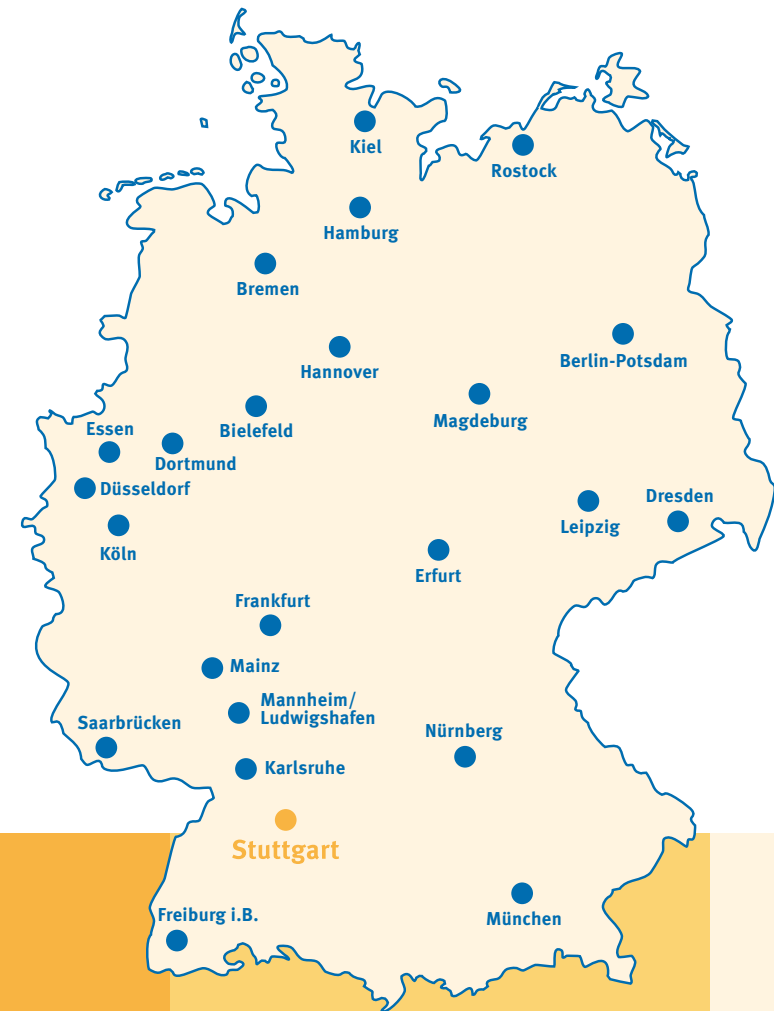 Kiel
Rostock
Hamburg
Bremen
Berlin-Potsdam
Hannover
Magdeburg
Bielefeld
Essen
Dortmund
Düsseldorf
Dresden
Leipzig
Köln
Erfurt
Frankfurt
Mainz
Mannheim/
Ludwigshafen
Saarbrücken
Nürnberg
Karlsruhe
Stuttgart
Freiburg i.B.
München